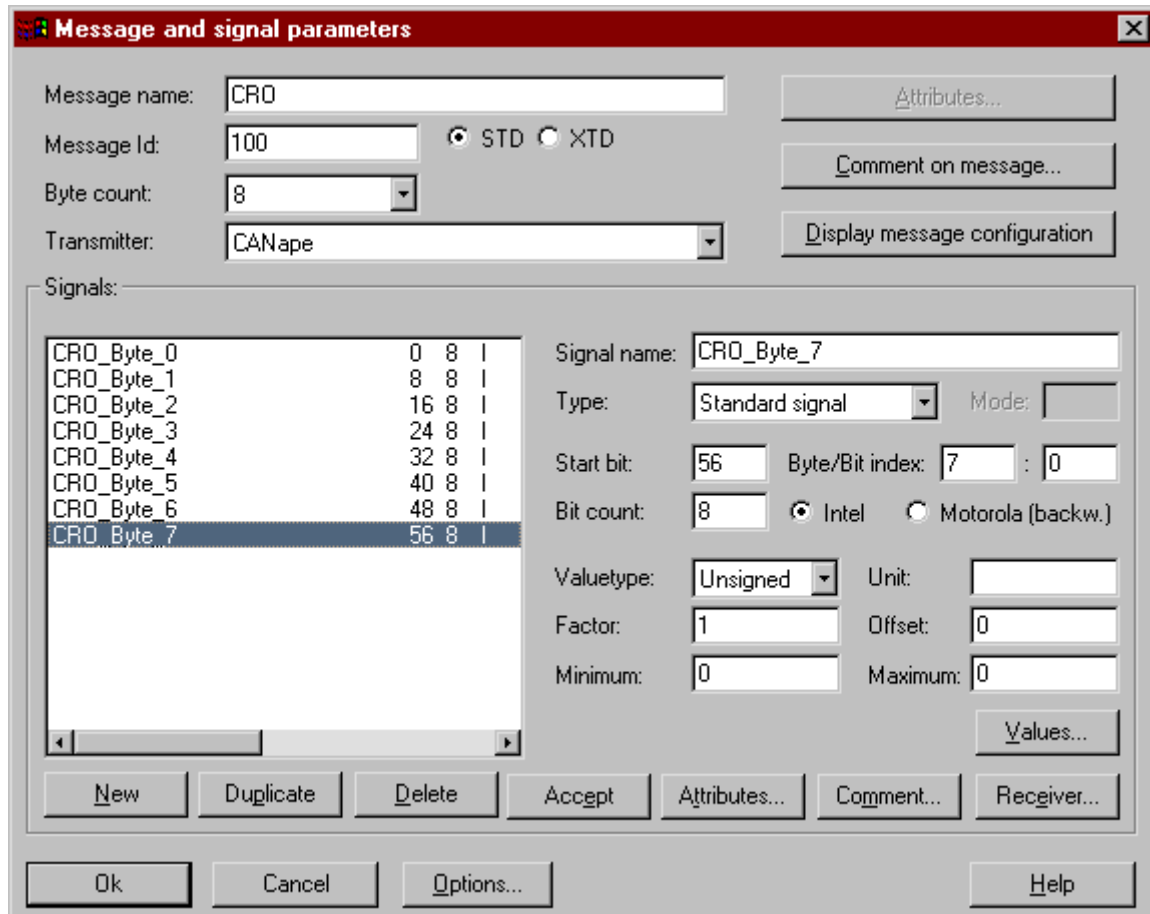 Message and signal parameters
Message name: CRO Attributes...
Message Id: 100 STD XTD
Comment on message...
Byte count: 8
Transmitter: CANape Display message configuration
Signals:
CRO_Byte_0 0 8 I
CRO_Byte_1 8 8 I
CRO_Byte_2 16 8 I
CRO_Byte_3 24 8 I
CRO_Byte_4 32 8 I
CRO_Byte_5 40 8 I
CRO_Byte_6 48 8 I
CRO_Byte_7 56 8 I
Signal name: CRO_Byte_7
Type: Standard signal Mode:
Start bit: 56 Byte/Bit index: 7 : 0
Bit count: 8 Intel Motorola (backw.)
Valuetype: Unsigned Unit:
Factor: 1 Offset: 0
Minimum: 0 Maximum: 0
Values...
New Duplicate Delete Accept Attributes... Comment... Receiver...
Ok Cancel Options... Help